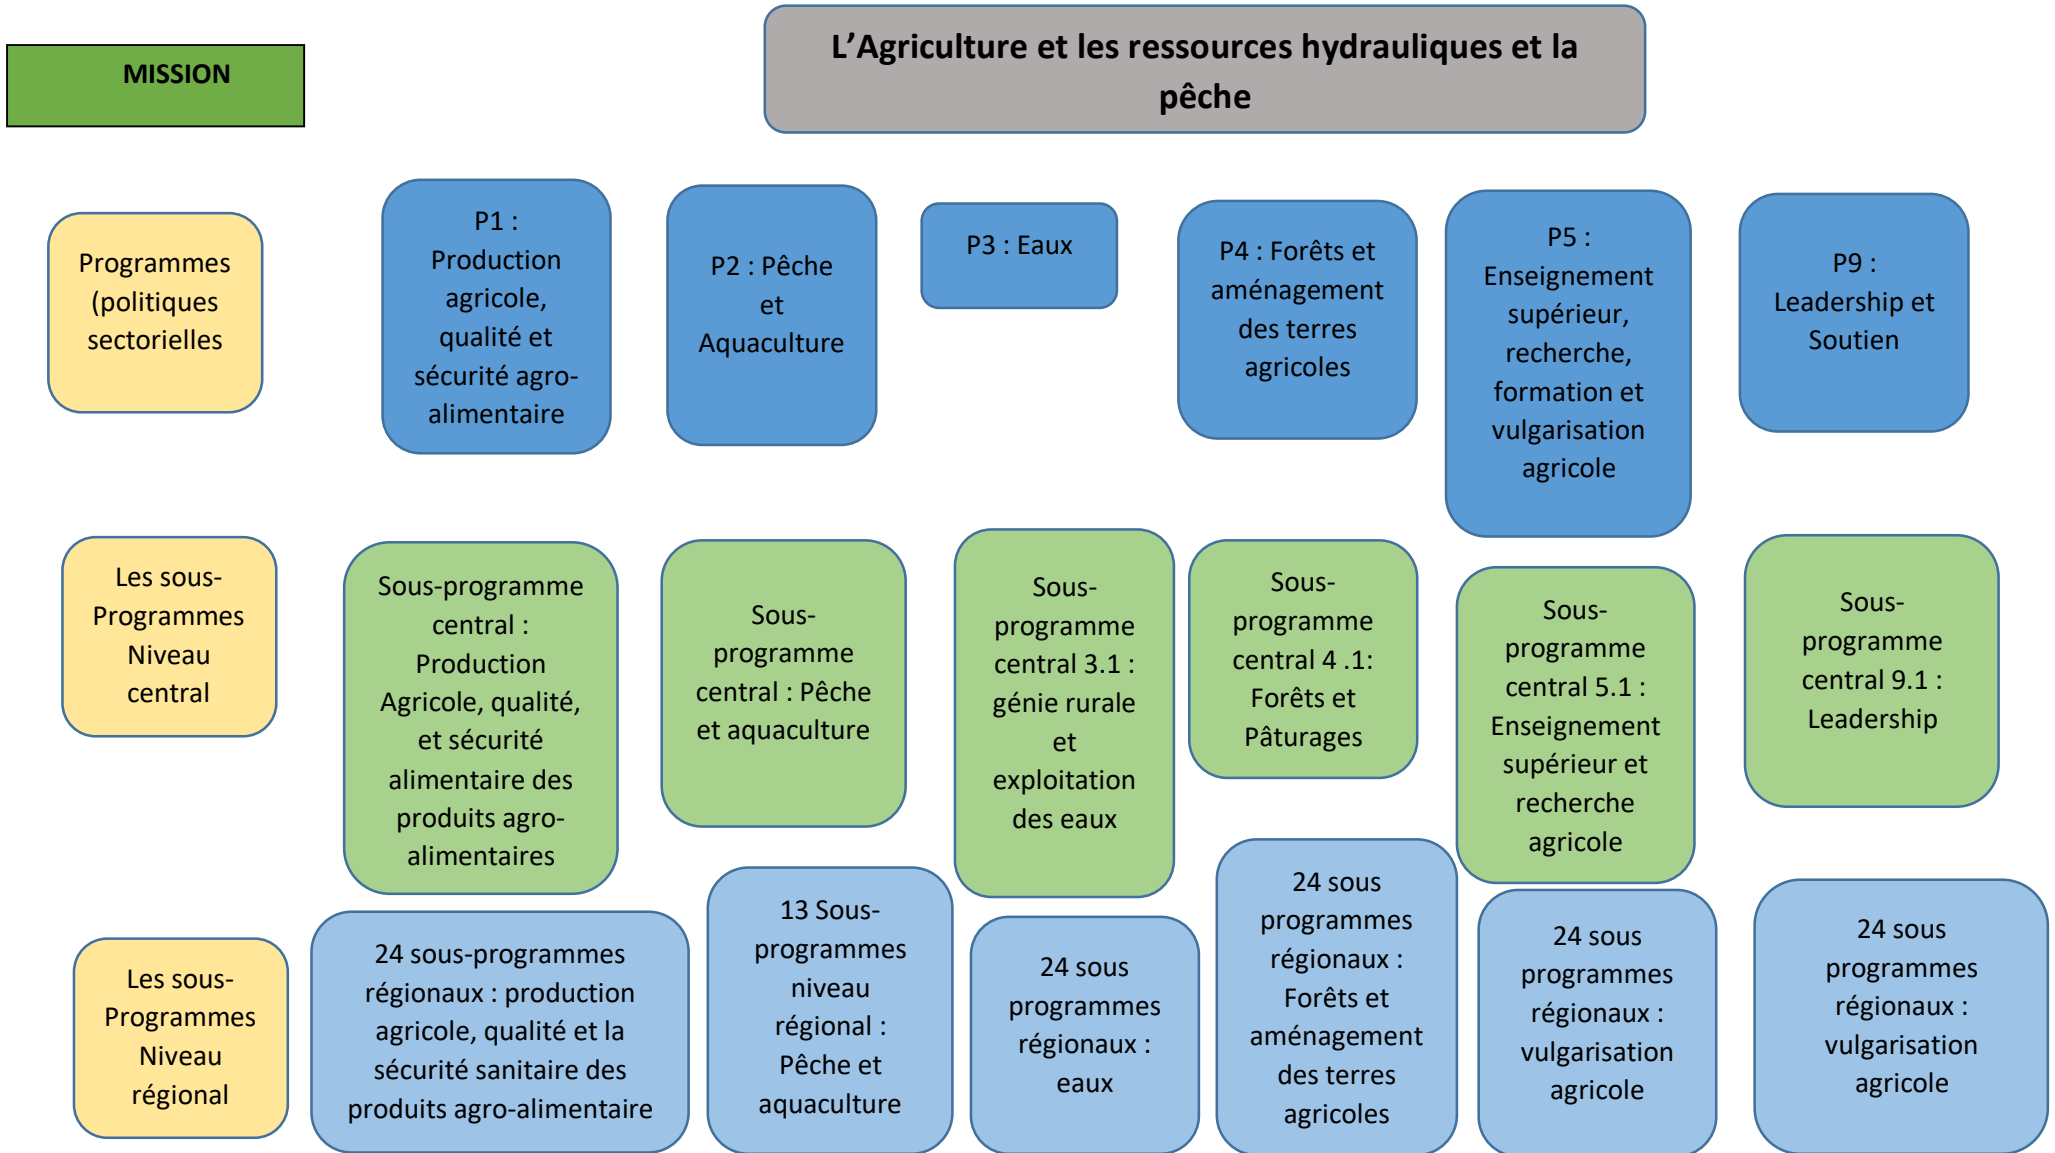 MISSION
L’Agriculture et les ressources hydrauliques et la
pêche
Programmes
(politiques
sectorielles
P1 :
Production
agricole,
qualité et
sécurité agro-
alimentaire
P2 : Pêche
et
Aquaculture
P3 : Eaux
P4 : Forêts et
aménagement
des terres
agricoles
P5 :
Enseignement
supérieur,
recherche,
formation et
vulgarisation
agricole
P9 :
Leadership et
Soutien
Les sous-
Programmes
Niveau
central
Sous-programme
central :
Production
Agricole, qualité,
et sécurité
alimentaire des
produits agro-
alimentaires
Sous-
programme
central : Pêche
et aquaculture
Sous-
programme
central 3.1 :
génie rurale
et
exploitation
des eaux
Sous-
programme
central 4 .1:
Forêts et
Pâturages
Sous-
programme
central 5.1 :
Enseignement
supérieur et
recherche
agricole
Sous-
programme
central 9.1 :
Leadership
Les sous-
Programmes
Niveau
régional
24 sous-programmes
régionaux : production
agricole, qualité et la
sécurité sanitaire des
produits agro-alimentaire
13 Sous-
programmes
niveau
régional :
Pêche et
aquaculture
24 sous
programmes
régionaux :
eaux
24 sous
programmes
régionaux :
Forêts et
aménagement
des terres
agricoles
24 sous
programmes
régionaux :
vulgarisation
agricole
24 sous
programmes
régionaux :
vulgarisation
agricole